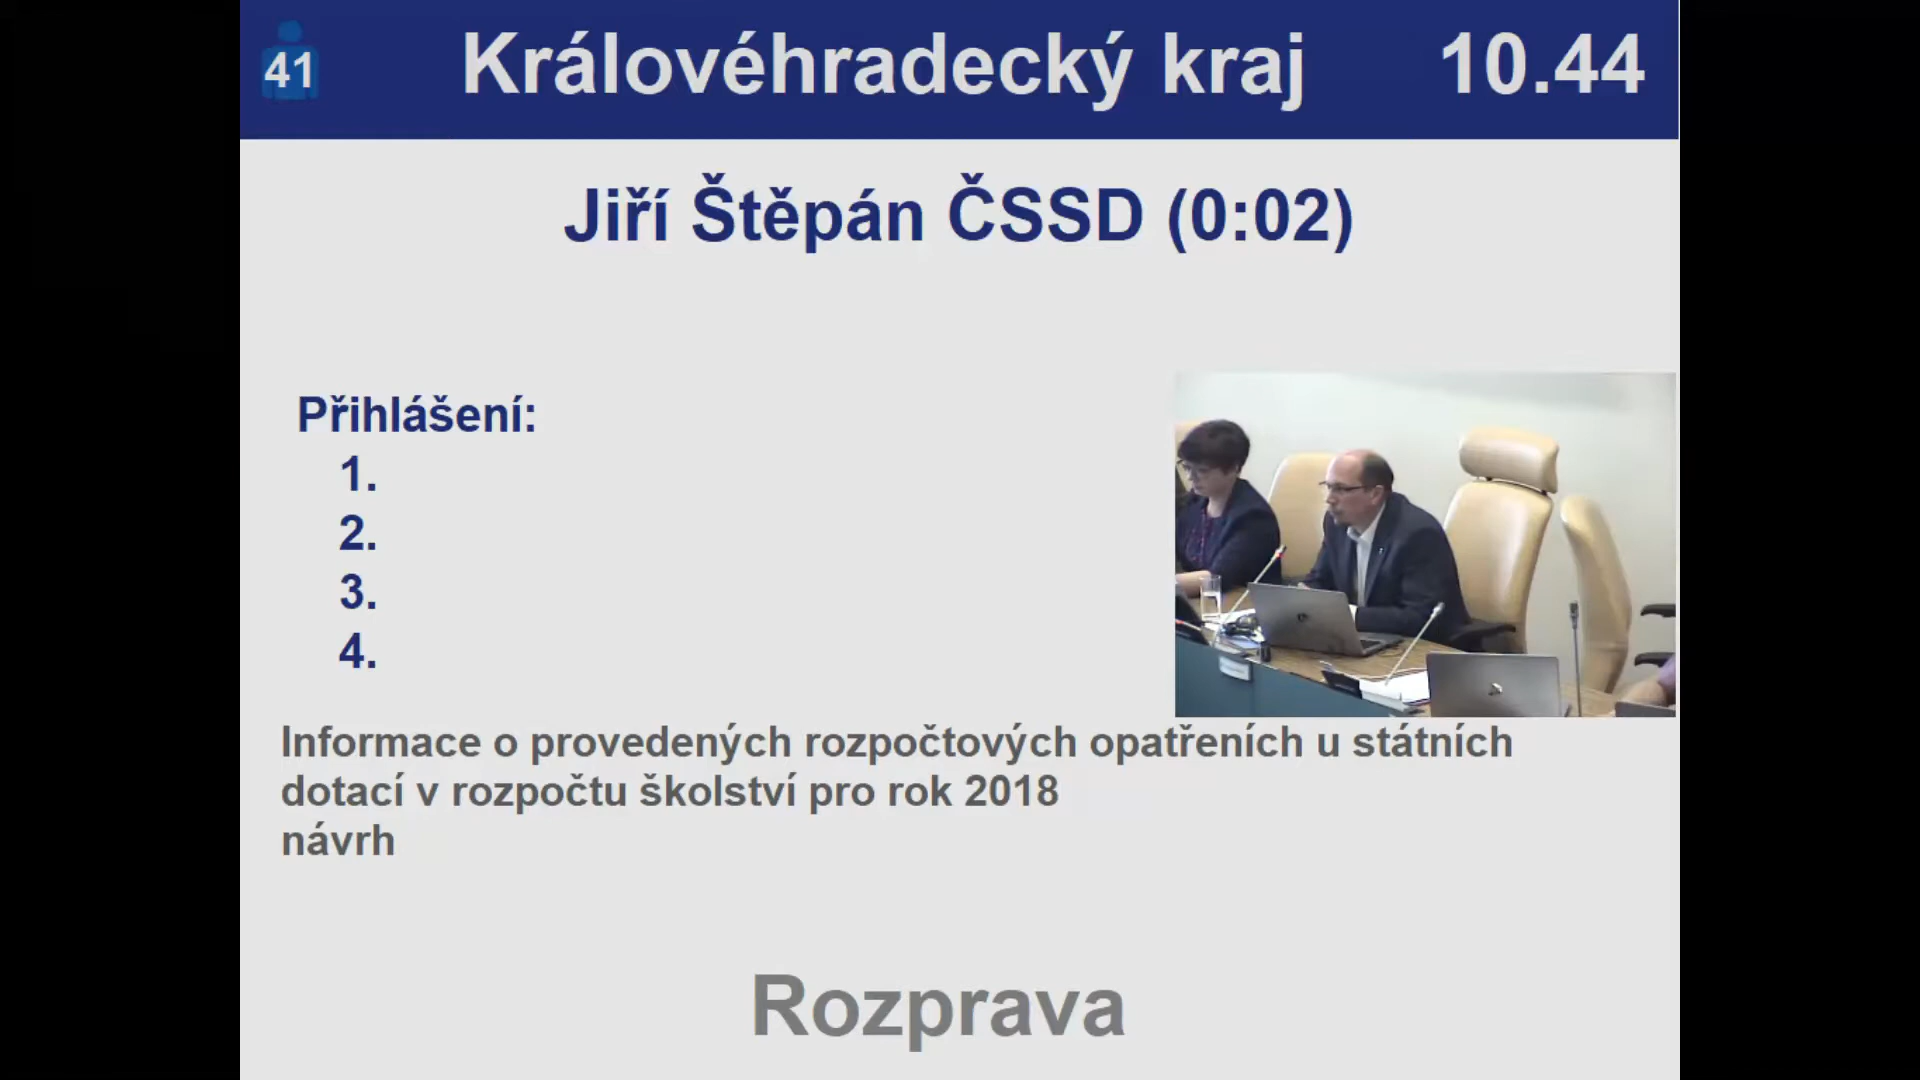 41
Královéhradecký kraj
10.44
Jiří Štěpán ČSSD (0:02)
Přihlášení:
1.
2.
3.
4.
Informace o provedených rozpočtových opatřeních u státních
dotací v rozpočtu školství pro rok 2018
návrh
Rozprava